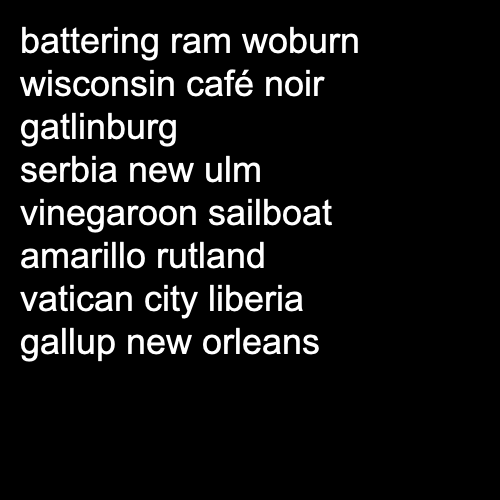 battering ram woburn
wisconsin café noir
gatlinburg
serbia new ulm
vinegaroon sailboat
amarillo rutland
vatican city liberia
gallup new orleans